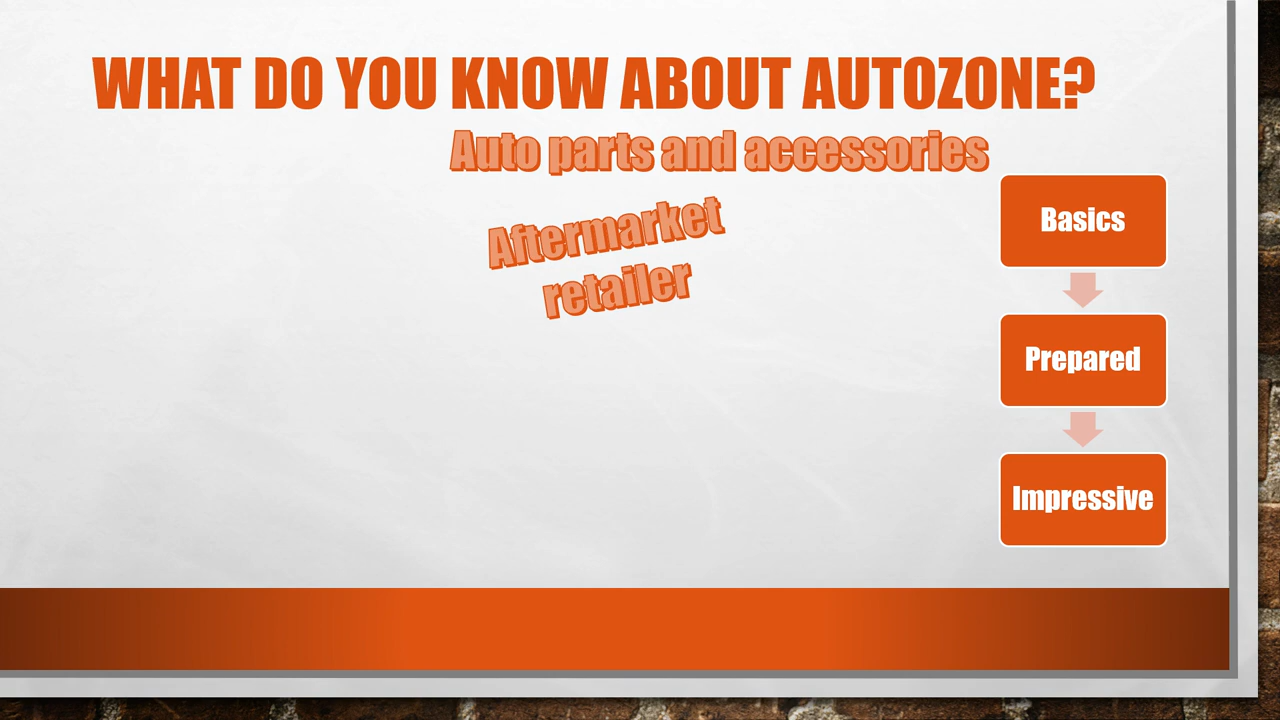 WHAT DO YOU KNOW ABOUT AUTOZONE?
Auto parts and accessories
Aftermarket
retailer
Basics
Prepared
Impressive